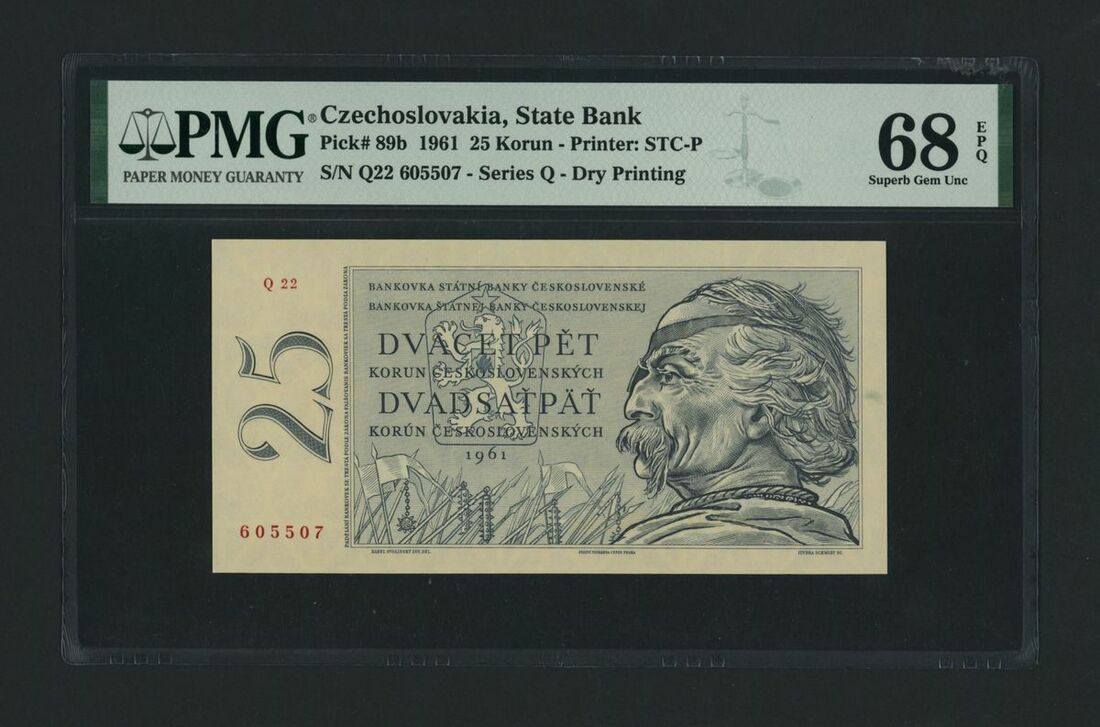 PMG®
PAPER MONEY GUARANTY
Czechoslovakia, State Bank
Pick# 89b 1961 25 Korun - Printer: STC-P
S/N Q22 605507 - Series Q - Dry Printing
68
EPQ
Superb Gem Unc
Q 22
25
605507
BANKOVKA STÁTNÍ BANKY ČESKOSLOVENSKÉ
BANKOVKA ŠTÁTNEJ BANKY ČESKOSLOVENSKEJ
DVACET PĚT
KORUN ČESKOSLOVENSKÝCH
DVADSAŤPÄŤ
KORÚN ČESKOSLOVENSKÝCH
1961